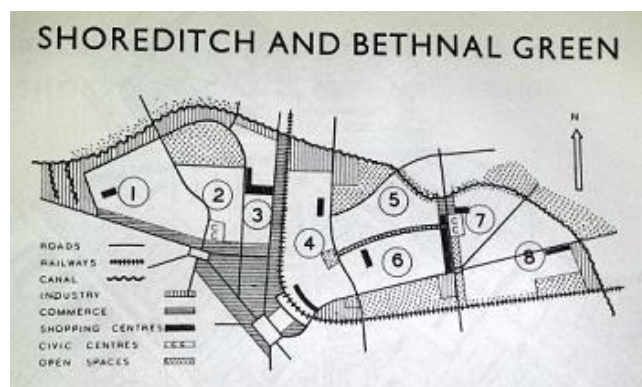 SHOREDITCH AND BETHNAL GREEN
N
1
2
3
4
5
6
7
8
ROADS
RAILWAYS
CANAL
INDUSTRY
COMMERCE
SHOPPING CENTRES
CIVIC CENTRES
OPEN SPACES